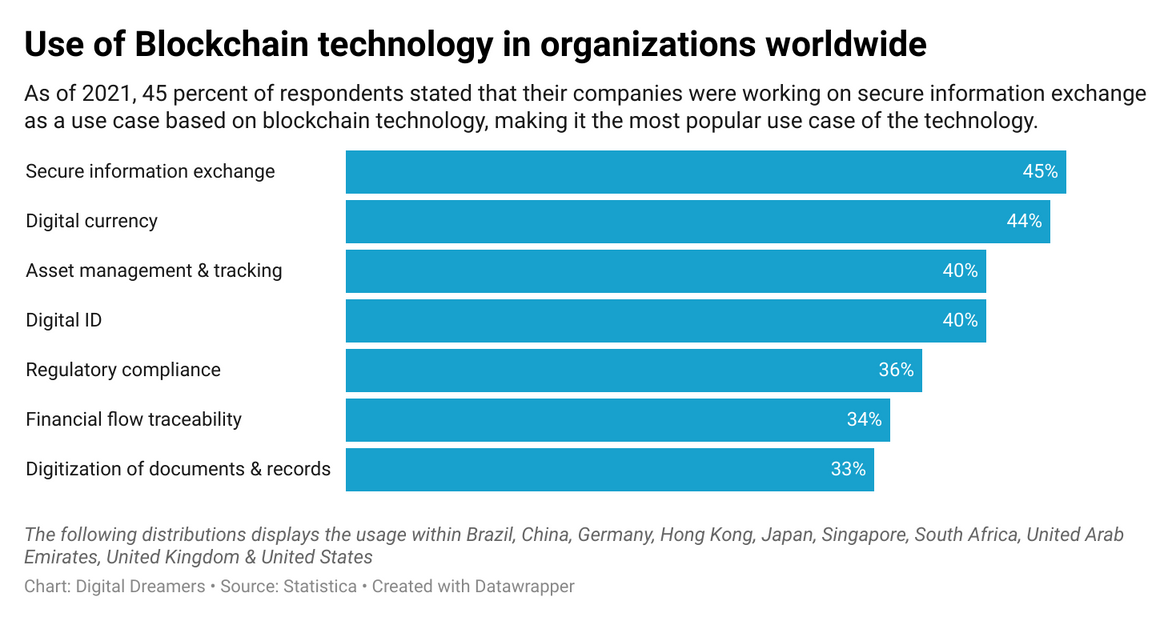 Use of Blockchain technology in organizations worldwide
As of 2021, 45 percent of respondents stated that their companies were working on secure information exchange
as a use case based on blockchain technology, making it the most popular use case of the technology.
Secure information exchange 45%
Digital currency 44%
Asset management & tracking 40%
Digital ID 40%
Regulatory compliance 36%
Financial flow traceability 34%
Digitization of documents & records 33%
The following distributions displays the usage within Brazil, China, Germany, Hong Kong, Japan, Singapore, South Africa, United Arab
Emirates, United Kingdom & United States
Chart: Digital Dreamers • Source: Statistica • Created with Datawrapper